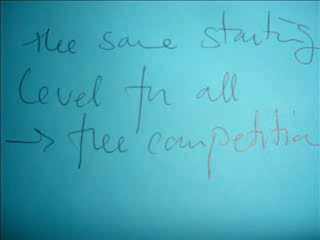 the same starting
level for all
→ free competition